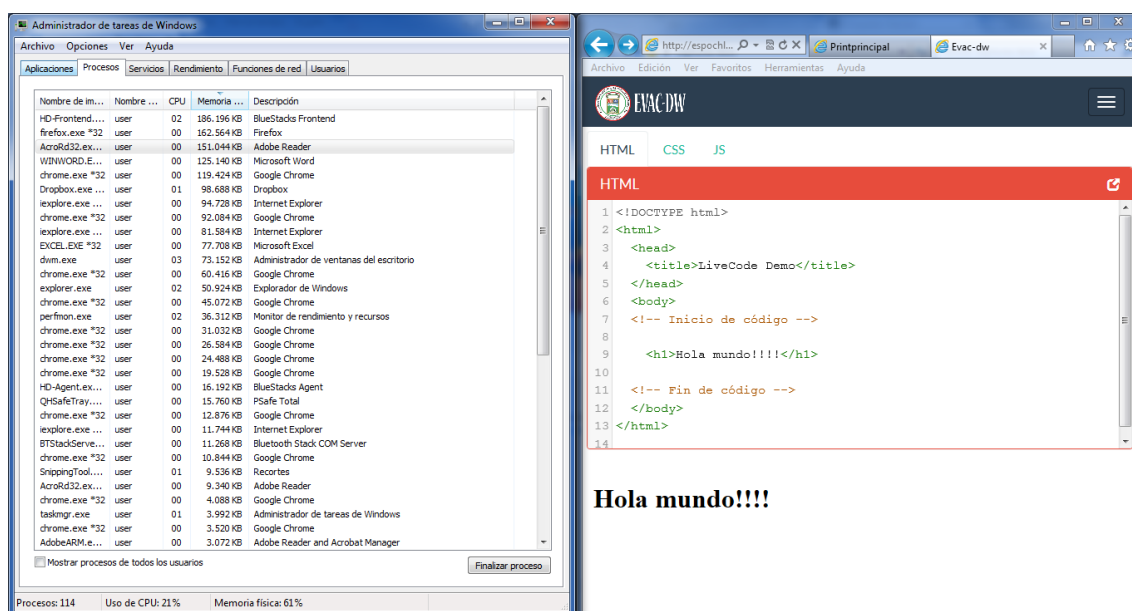 Administrador de tareas de Windows
Archivo Opciones Ver Ayuda
Aplicaciones Procesos Servicios Rendimiento Funciones de red Usuarios
Nombre de im... Nombre ... CPU Memoria ... Descripción
HD-Frontend.... user 02 186.196 KB BlueStacks Frontend
firefox.exe *32 user 00 162.564 KB Firefox
AcroRd32.ex... user 00 151.044 KB Adobe Reader
WINWORD.E... user 00 125.140 KB Microsoft Word
chrome.exe *32 user 00 119.424 KB Google Chrome
Dropbox.exe ... user 01 98.688 KB Dropbox
iexplore.exe ... user 00 94.728 KB Internet Explorer
chrome.exe *32 user 00 92.084 KB Google Chrome
iexplore.exe ... user 00 81.584 KB Internet Explorer
EXCEL.EXE *32 user 00 77.708 KB Microsoft Excel
dwm.exe user 03 73.152 KB Administrador de ventanas del escritorio
chrome.exe *32 user 00 60.416 KB Google Chrome
explorer.exe user 02 50.924 KB Explorador de Windows
chrome.exe *32 user 00 45.072 KB Google Chrome
perfmon.exe user 02 36.312 KB Monitor de rendimiento y recursos
chrome.exe *32 user 00 31.032 KB Google Chrome
chrome.exe *32 user 00 26.584 KB Google Chrome
chrome.exe *32 user 00 24.488 KB Google Chrome
chrome.exe *32 user 00 19.528 KB Google Chrome
HD-Agent.ex... user 00 16.192 KB BlueStacks Agent
QHSafeTray.... user 00 15.760 KB PSafe Total
chrome.exe *32 user 00 12.876 KB Google Chrome
iexplore.exe ... user 00 11.744 KB Internet Explorer
BTStackServe... user 00 11.268 KB Bluetooth Stack COM Server
chrome.exe *32 user 00 10.844 KB Google Chrome
SnippingTool.... user 01 9.536 KB Recortes
AcroRd32.ex... user 00 9.340 KB Adobe Reader
chrome.exe *32 user 00 4.088 KB Google Chrome
taskmgr.exe user 01 3.992 KB Administrador de tareas de Windows
chrome.exe *32 user 00 3.520 KB Google Chrome
AdobeARM.e... user 00 3.072 KB Adobe Reader and Acrobat Manager
Mostrar procesos de todos los usuarios
Finalizar proceso
Procesos: 114 Uso de CPU: 21% Memoria física: 61%
http://espochl... Printprincipal Evac-dw
Archivo Edición Ver Favoritos Herramientas Ayuda
EVAC-DW
HTML CSS JS
HTML
1 <!DOCTYPE html>
2 <html>
3 <head>
4 <title>LiveCode Demo</title>
5 </head>
6 <body>
7 <!-- Inicio de código -->
8
9 <h1>Hola mundo!!!!</h1>
10
11 <!-- Fin de código -->
12 </body>
13 </html>
14
Hola mundo!!!!